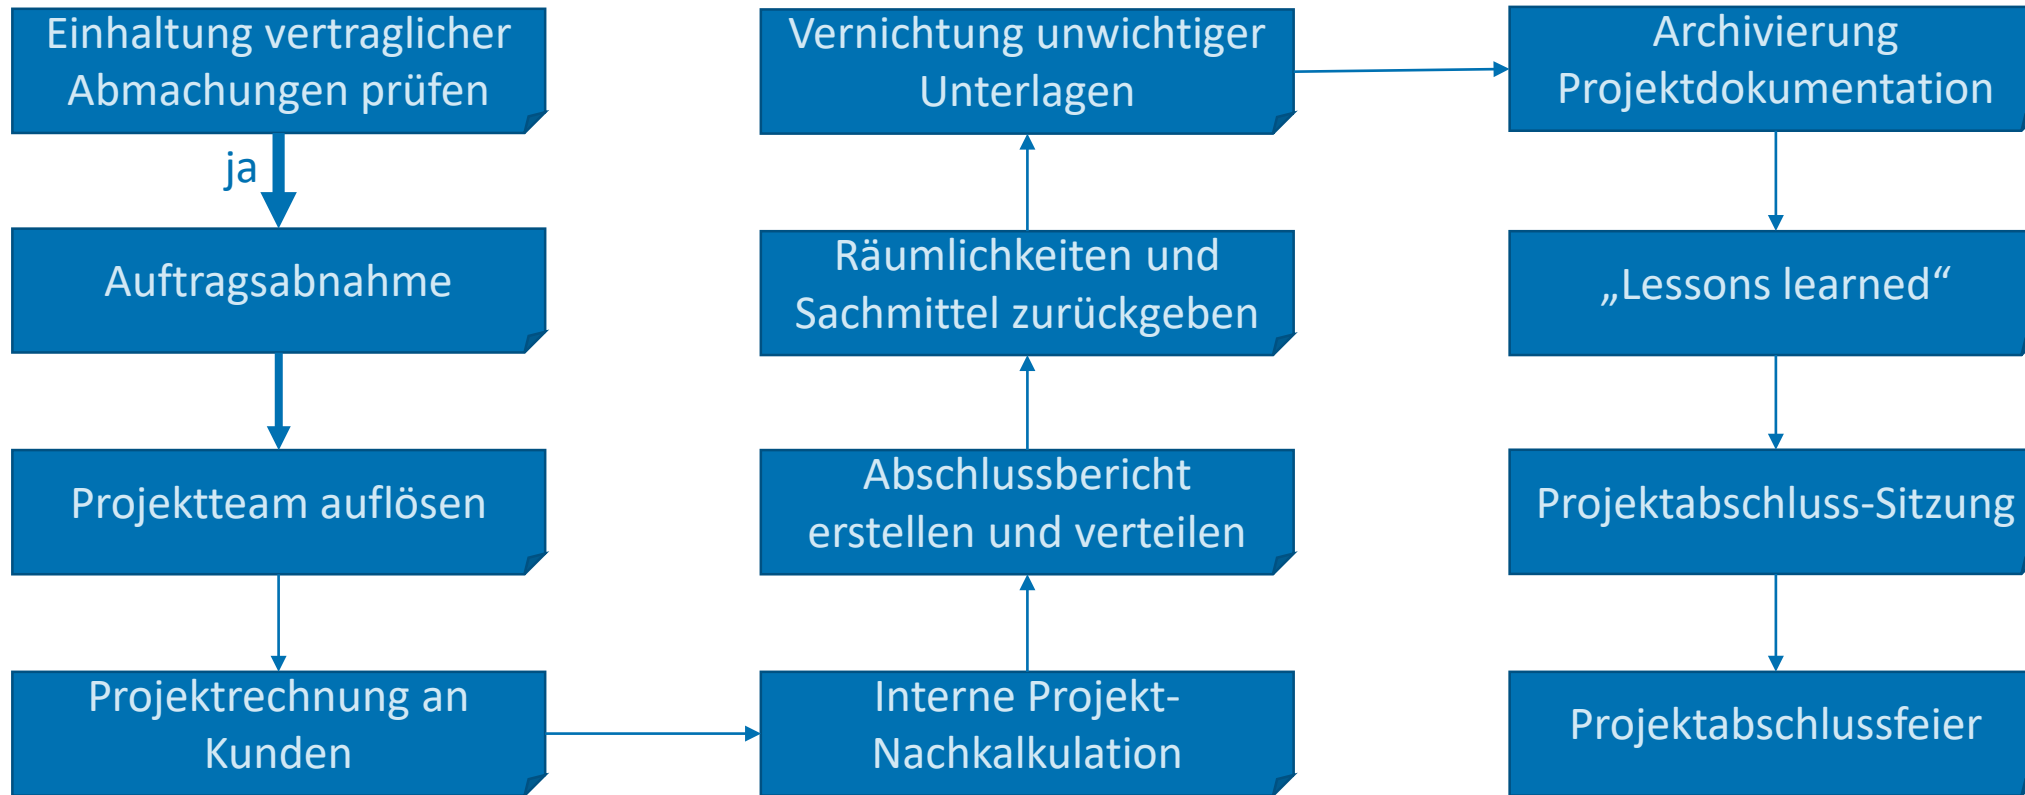 Einhaltung vertraglicher
Abmachungen prüfen
ja
Auftragsabnahme
Projektteam auflösen
Projektrechnung an
Kunden
Interne Projekt-
Nachkalkulation
Abschlussbericht
erstellen und verteilen
Räumlichkeiten und
Sachmittel zurückgeben
Vernichtung unwichtiger
Unterlagen
Archivierung
Projektdokumentation
„Lessons learned“
Projektabschluss-Sitzung
Projektabschlussfeier